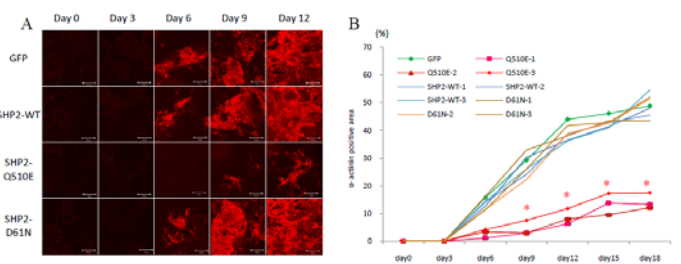 A
Day 0 Day 3 Day 6 Day 9 Day 12
GFP
SHP2-WT
SHP2-
Q510E
SHP2-
D61N
B
(%)
70
60
50
40
30
20
10
0
α-actinin positive area
GFP Q510E-1
Q510E-2 Q510E-3
SHP2-WT-1 SHP2-WT-2
SHP2-WT-3 D61N-1
D61N-2 D61N-3
* * * *
day0 day3 day6 day9 day12 day15 day18